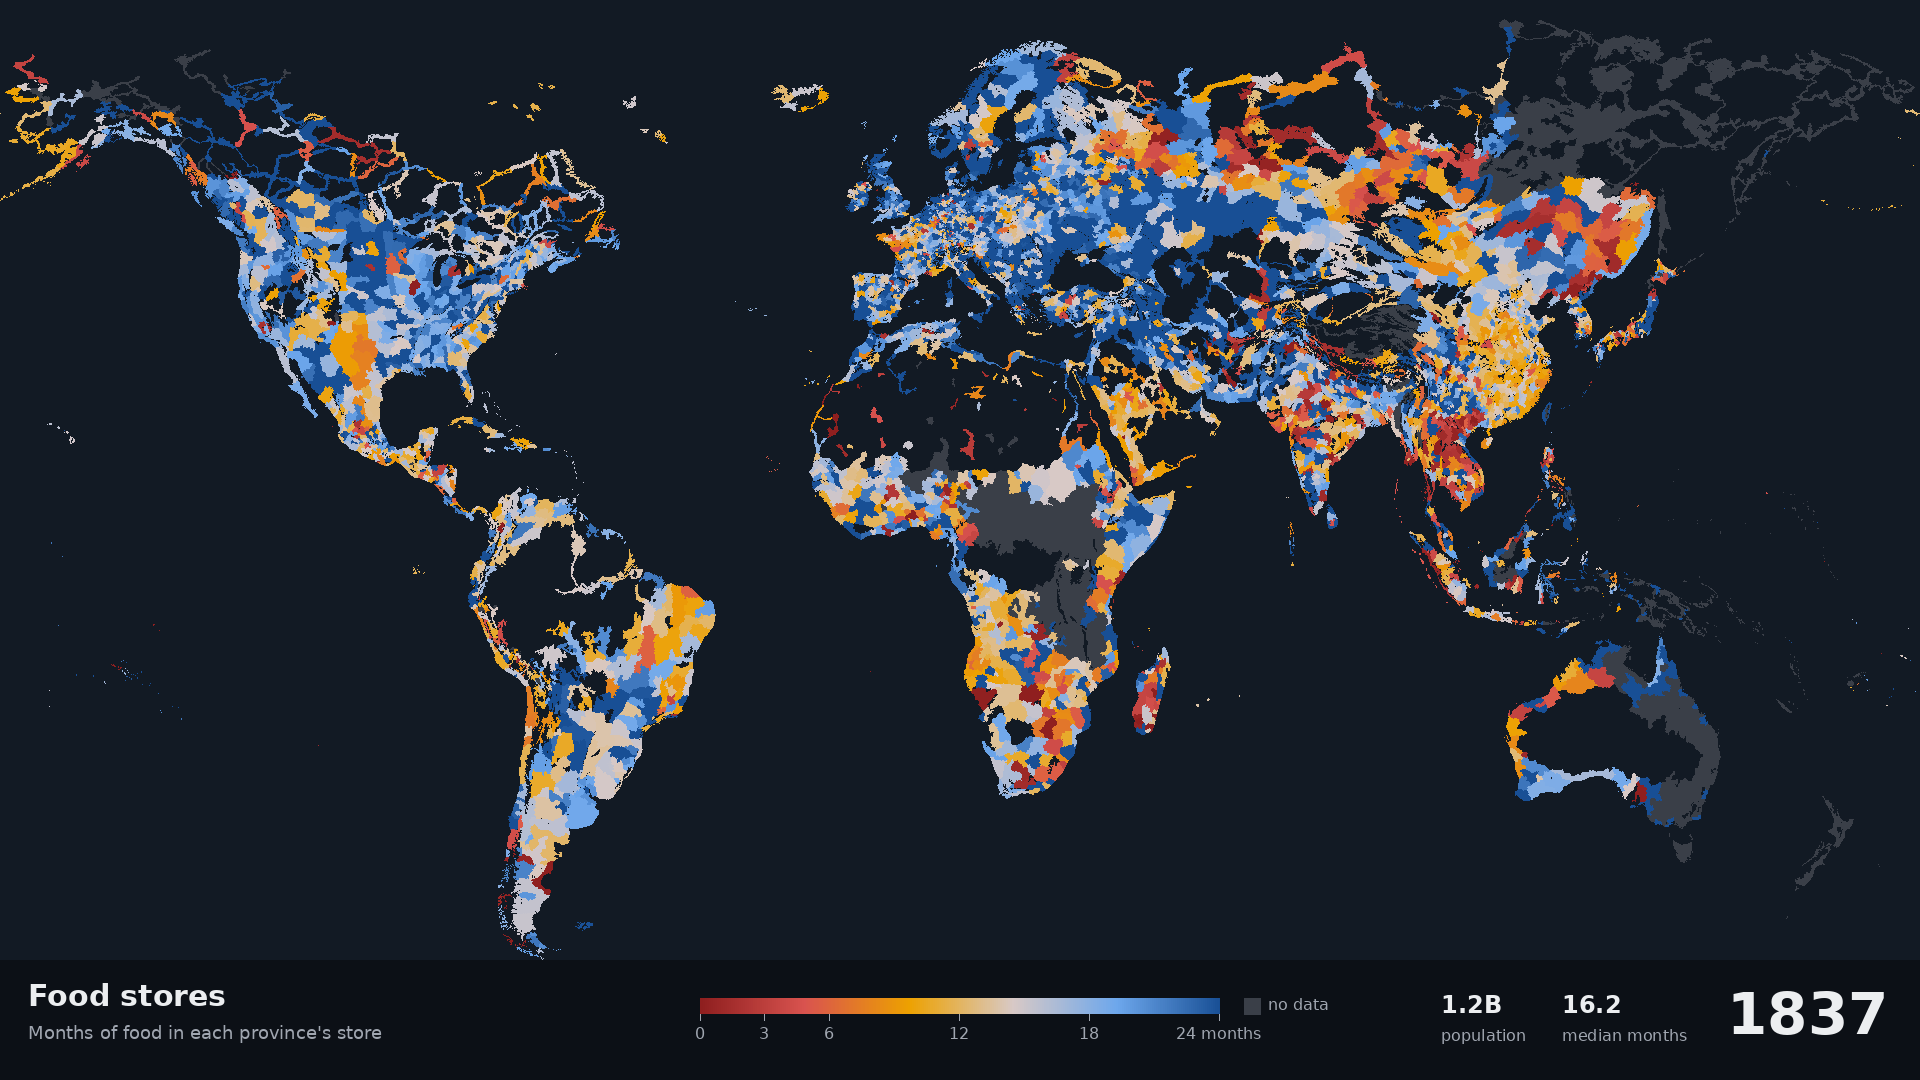 Food stores
Months of food in each province's store
0 3 6 12 18 24 months
no data
1.2B
population
16.2
median months
1837